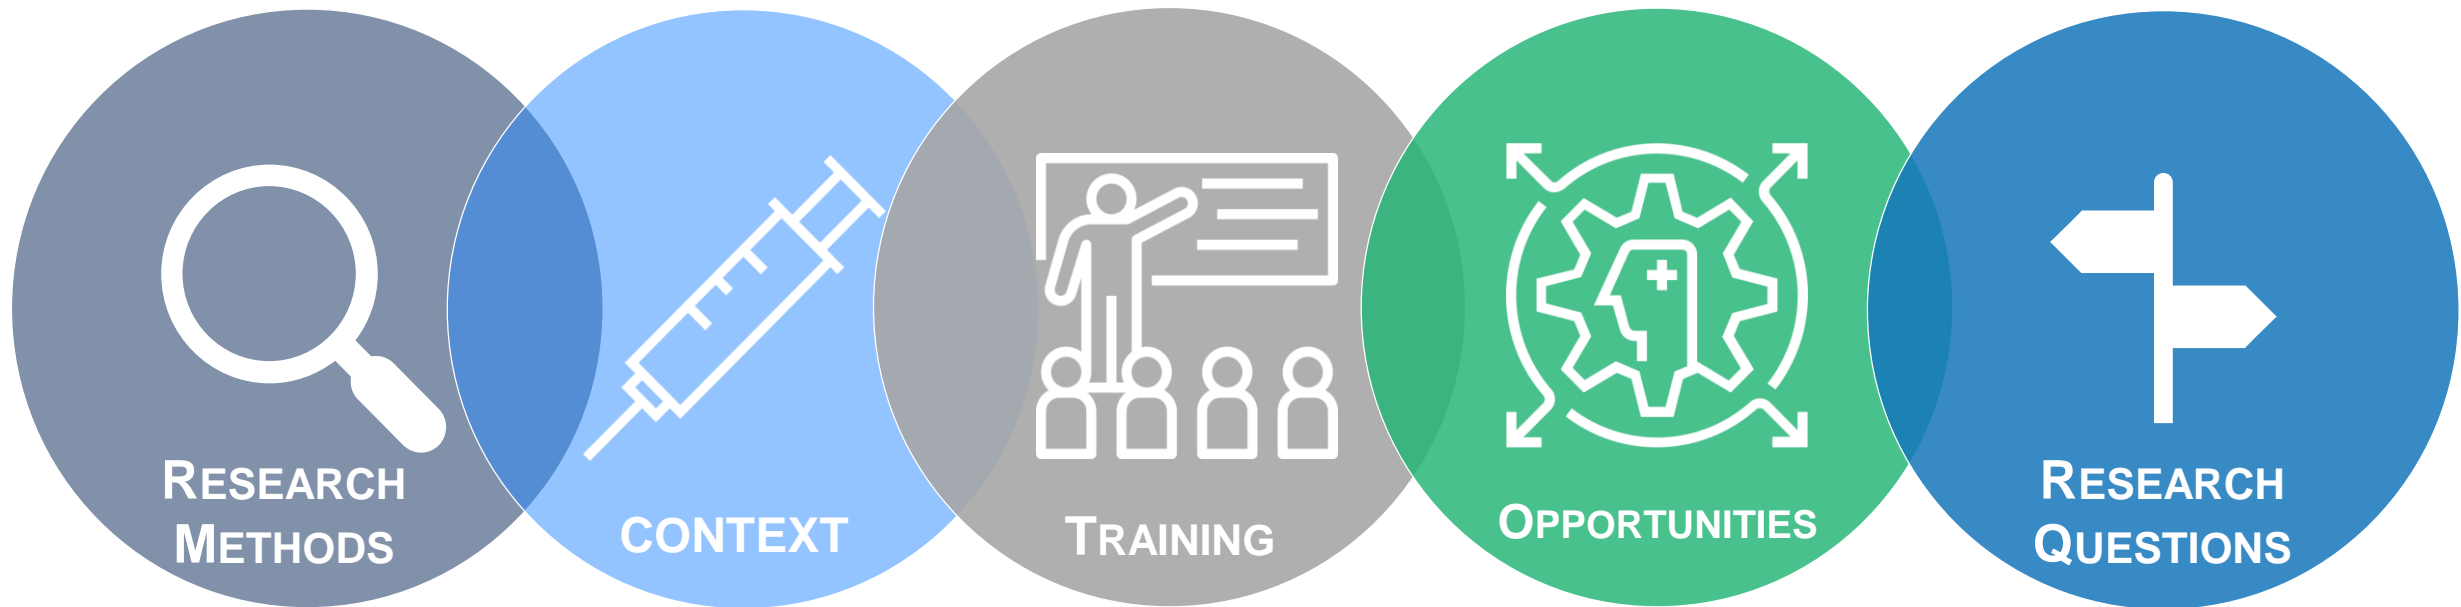 RESEARCH
METHODS
CONTEXT
TRAINING
OPPORTUNITIES
RESEARCH
QUESTIONS